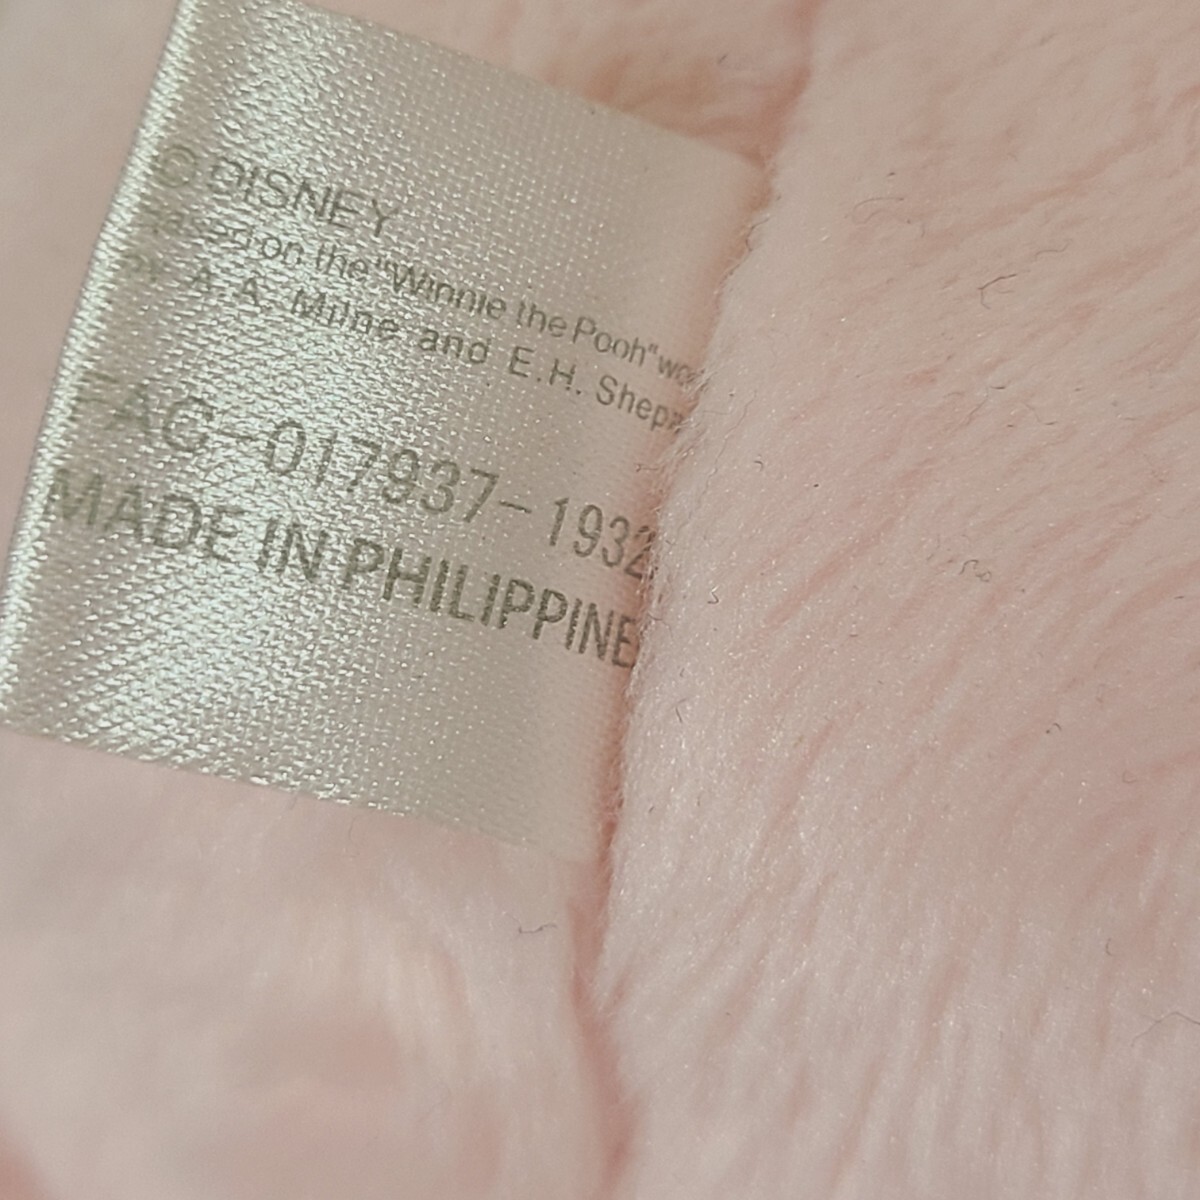 © DISNEY
Based on the "Winnie the Pooh" wo
by A. A. Milne and E.H. Shep
FAC-017937-1932
MADE IN PHILIPPINE